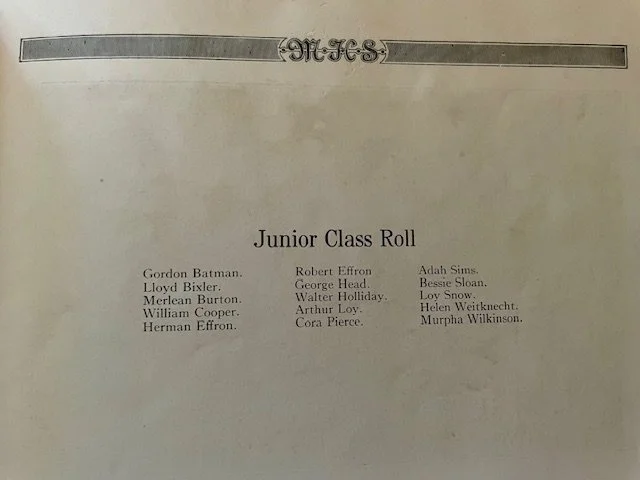 M·H·S
Junior Class Roll
Gordon Batman.
Lloyd Bixler.
Merlean Burton.
William Cooper.
Herman Effron.
Robert Effron
George Head.
Walter Holliday.
Arthur Loy.
Cora Pierce.
Adah Sims.
Bessie Sloan.
Loy Snow.
Helen Weitknecht.
Murpha Wilkinson.